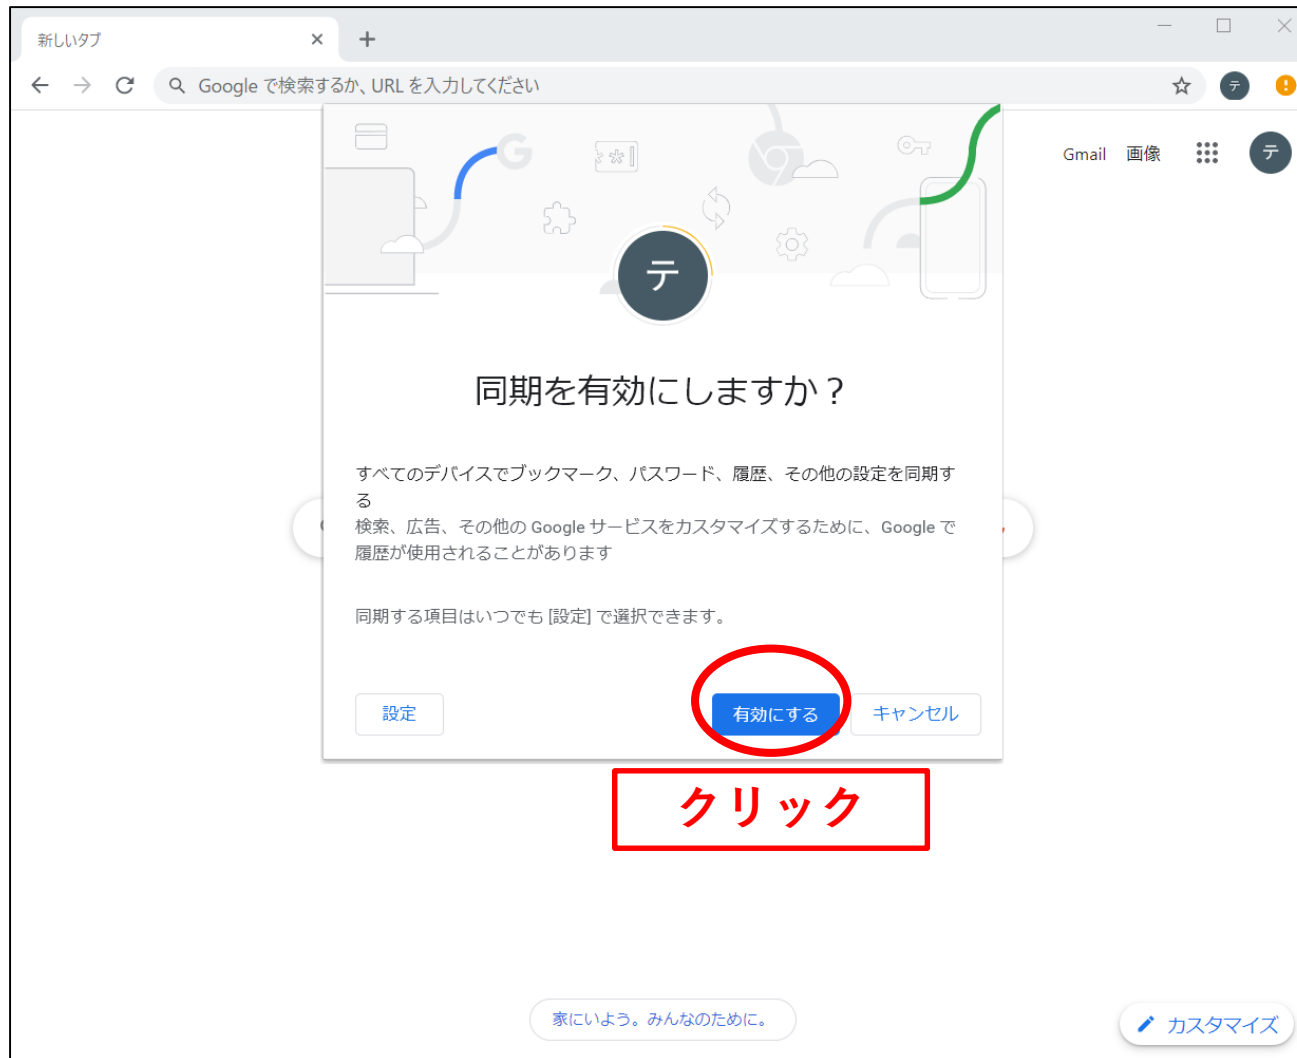 新しいタブ
Google で検索するか、URL を入力してください
テ
Gmail 画像
テ
テ
同期を有効にしますか？
すべてのデバイスでブックマーク、パスワード、履歴、その他の設定を同期す
る
検索、広告、その他の Google サービスをカスタマイズするために、Google で
履歴が使用されることがあります
同期する項目はいつでも [設定] で選択できます。
設定
有効にする
キャンセル
クリック
家にいよう。みんなのために。
カスタマイズ